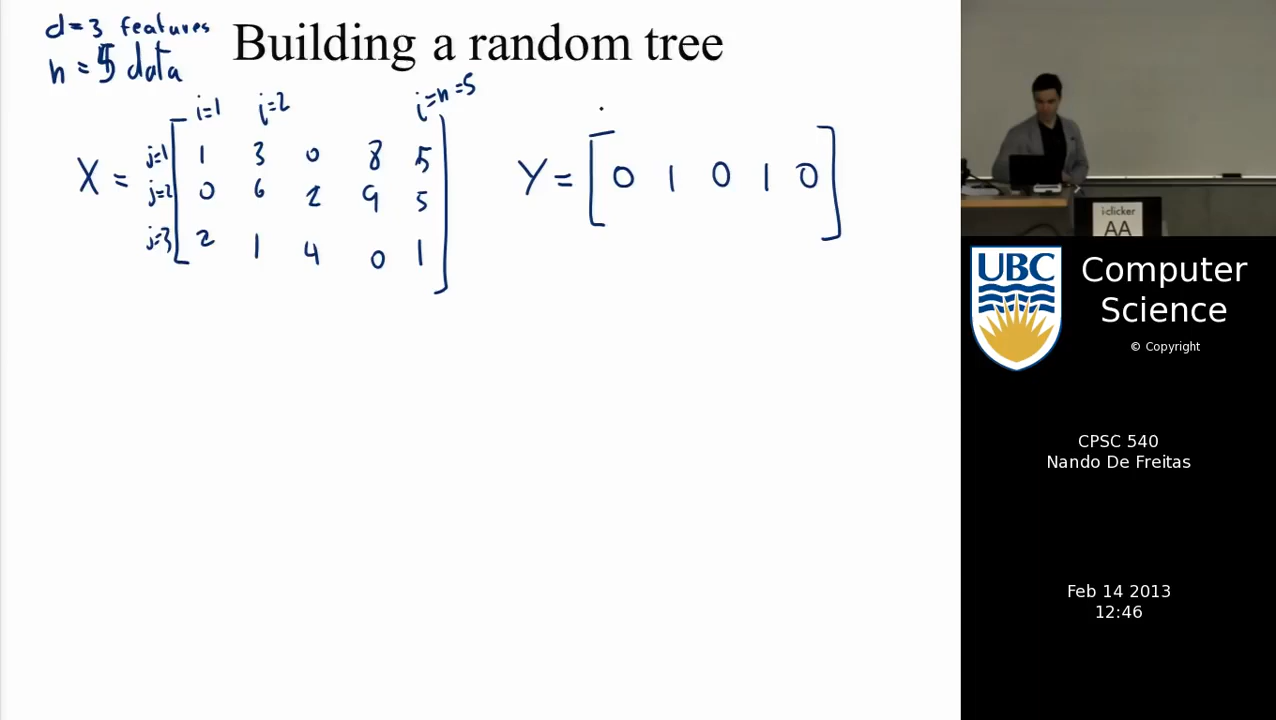 d=3 features
n = 5 data
Building a random tree
i=1 i=2 i=n=5
X = j=1 1 3 0 8 5
j=2 0 6 2 9 5
j=3 2 1 4 0 1
Y = [ 0 1 0 1 0 ]
i clicker
AA
UBC
Computer
Science
© Copyright
CPSC 540
Nando De Freitas
Feb 14 2013
12:46